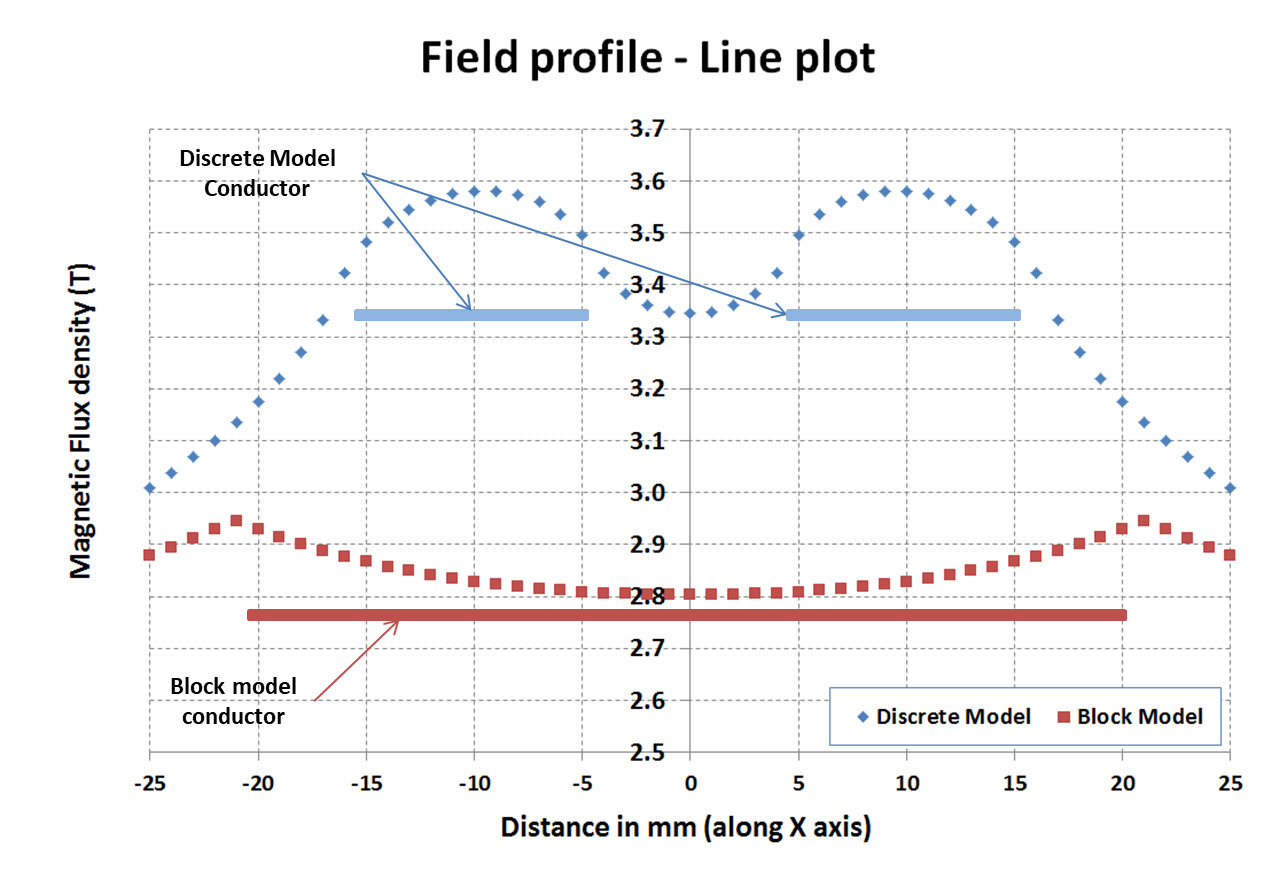 Field profile - Line plot
Discrete Model
Conductor
Magnetic Flux density (T)
3.7
3.6
3.5
3.4
3.3
3.2
3.1
3.0
2.9
2.8
2.7
2.6
2.5
Block model
conductor
Discrete Model Block Model
-25 -20 -15 -10 -5 0 5 10 15 20 25
Distance in mm (along X axis)